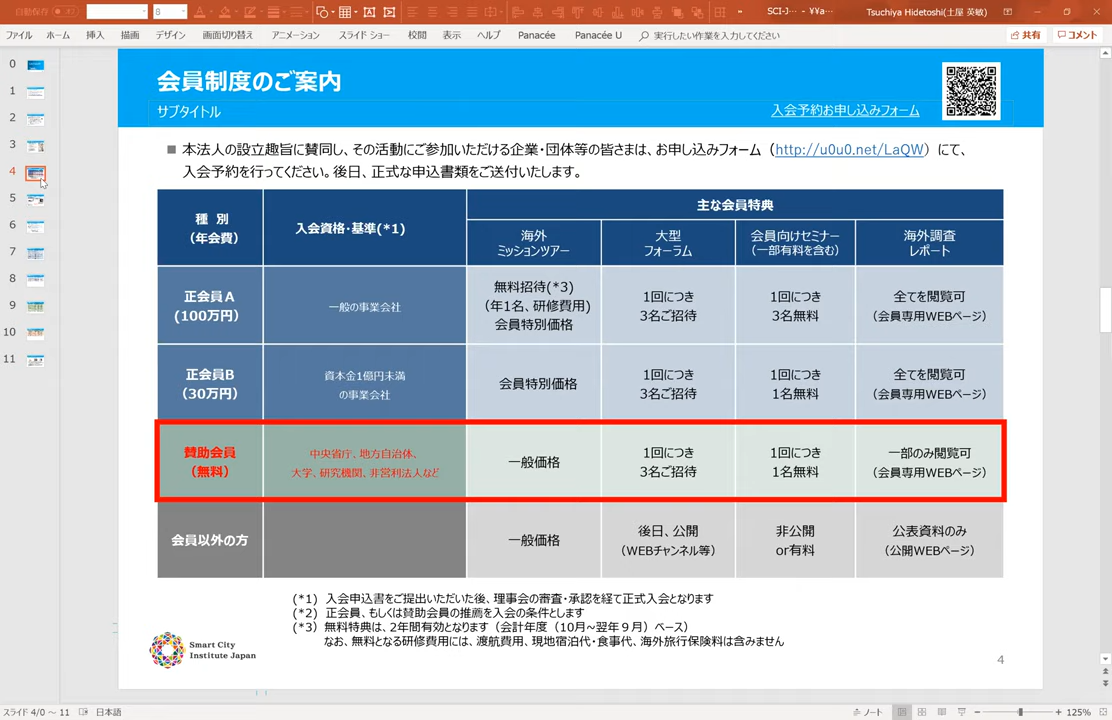 自動保存
8
SCI-J… - ¥¥a…
Tsuchiya Hidetoshi(土屋 英敏)
ファイル ホーム 挿入 描画 デザイン 画面切り替え アニメーション スライド ショー 校閲 表示 ヘルプ Panacée Panacée U 実行したい作業を入力してください 共有 コメント
0
1
2
3
4
5
6
7
8
9
10
11
会員制度のご案内
サブタイトル
入会予約お申し込みフォーム
■ 本法人の設立趣旨に賛同し、その活動にご参加いただける企業・団体等の皆さまは、お申し込みフォーム（http://u0u0.net/LaQW）にて、
入会予約を行ってください。後日、正式な申込書類をご送付いたします。
種 別
（年会費）
入会資格・基準(*1)
主な会員特典
海外
ミッションツアー
大型
フォーラム
会員向けセミナー
（一部有料を含む）
海外調査
レポート
正会員A
(100万円)
一般の事業会社
無料招待(*3)
（年1名、研修費用）
会員特別価格
1回につき
3名ご招待
1回につき
3名無料
全てを閲覧可
（会員専用WEBページ）
正会員B
（30万円）
資本金1億円未満
の事業会社
会員特別価格
1回につき
3名ご招待
1回につき
1名無料
全てを閲覧可
（会員専用WEBページ）
賛助会員
（無料）
中央省庁、地方自治体、
大学、研究機関、非営利法人など
一般価格
1回につき
3名ご招待
1回につき
1名無料
一部のみ閲覧可
（会員専用WEBページ）
会員以外の方
一般価格
後日、公開
（WEBチャンネル等）
非公開
or有料
公表資料のみ
（公開WEBページ）
(*1) 入会申込書をご提出いただいた後、理事会の審査・承認を経て正式入会となります
(*2) 正会員、もしくは賛助会員の推薦を入会の条件とします
(*3) 無料特典は、2年間有効となります（会計年度（10月~翌年９月）ベース）
なお、無料となる研修費用には、渡航費用、現地宿泊代・食事代、海外旅行保険料は含みません
Smart City
Institute Japan
4
スライド 4/0 ～ 11 日本語 ノート 125%